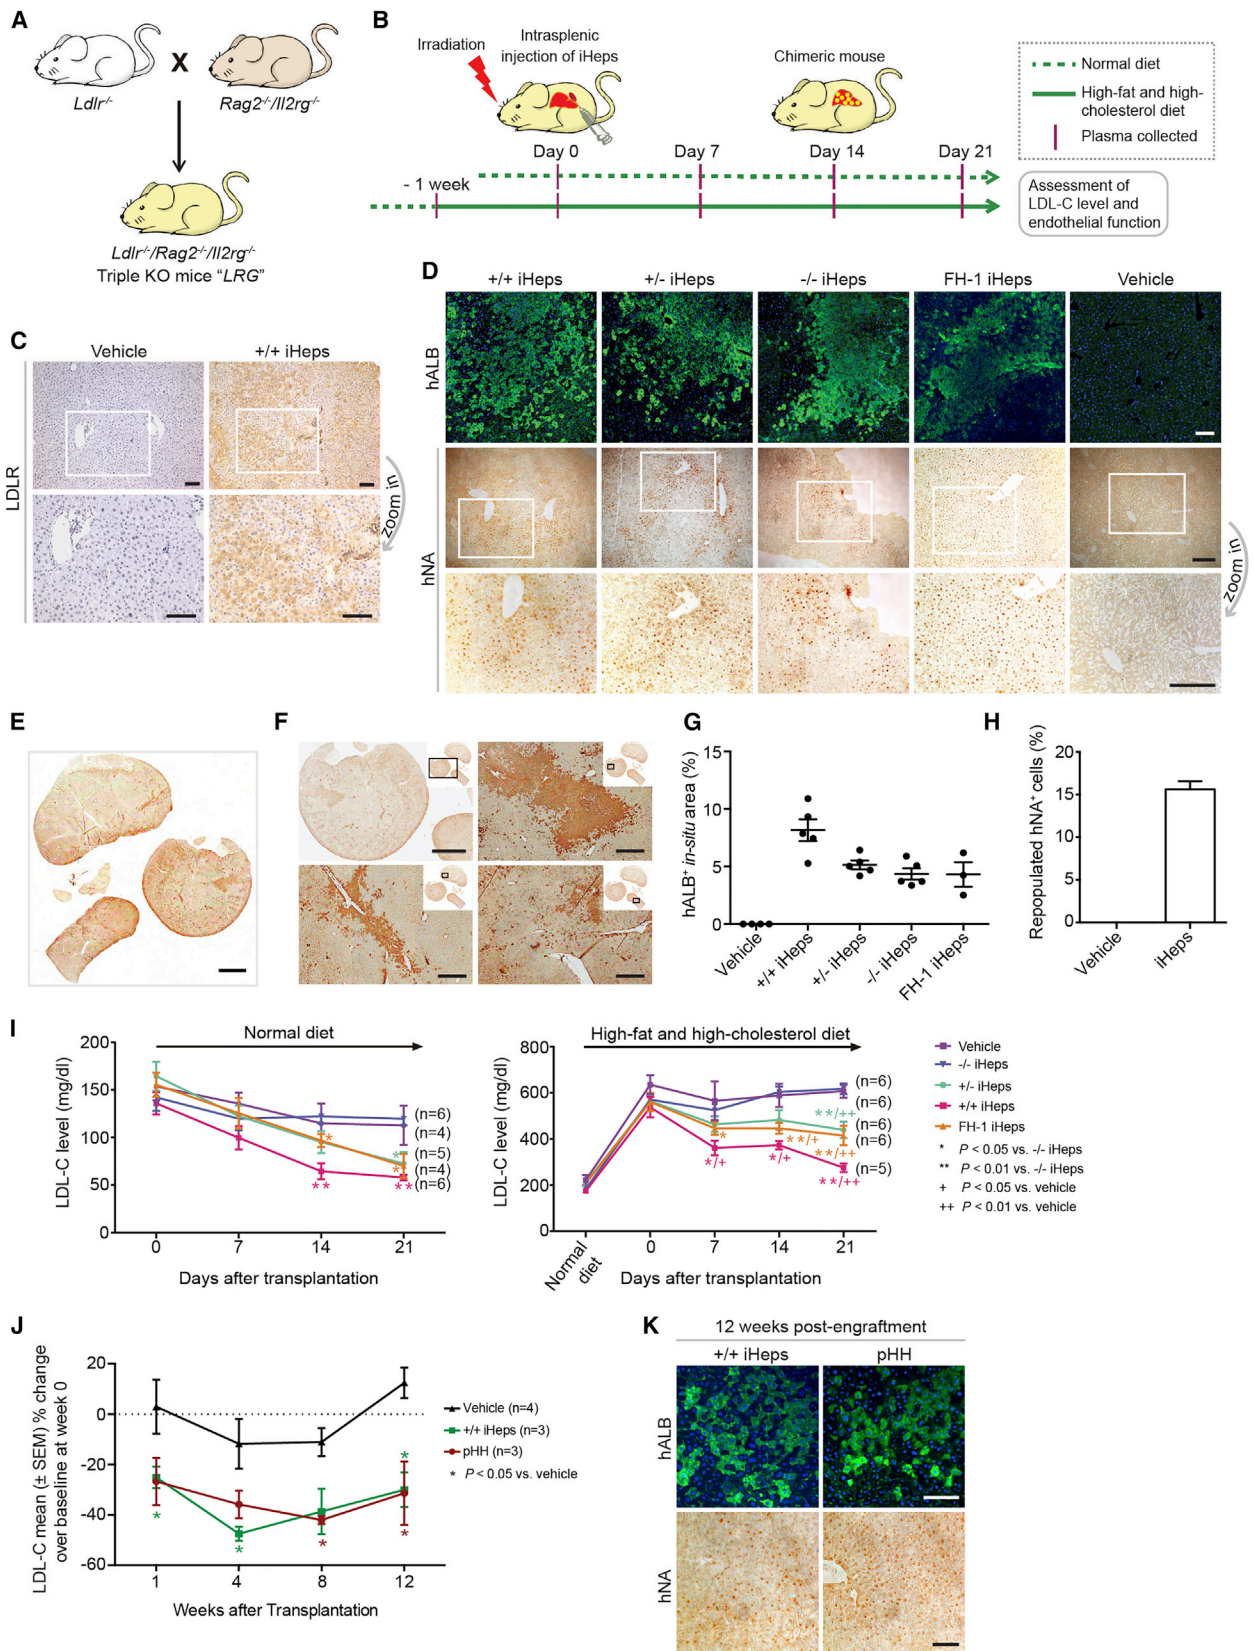 A
X
Ldlr-/-
Rag2-/-/Il2rg-/-
Ldlr-/-/Rag2-/-/Il2rg-/-
Triple KO mice “LRG”
B
Irradiation
Intrasplenic
injection of iHeps
Chimeric mouse
Day 0
Day 7
Day 14
Day 21
- 1 week
Normal diet
High-fat and high-
cholesterol diet
Plasma collected
Assessment of
LDL-C level and
endothelial function
C
Vehicle
+/+ iHeps
LDLR
zoom in
D
+/+ iHeps
+/- iHeps
-/- iHeps
FH-1 iHeps
Vehicle
hALB
hNA
zoom in
E
F
G
hALB+ in-situ area (%)
15
10
5
0
Vehicle
+/+ iHeps
+/- iHeps
-/- iHeps
FH-1 iHeps
H
Repopulated hNA+ cells (%)
20
15
10
5
0
Vehicle
iHeps
I
Normal diet
LDL-C level (mg/dl)
200
150
100
50
0
*
* *
*
*
* *
(n=6)
(n=4)
(n=5)
(n=4)
(n=6)
0
7
14
21
Days after transplantation
High-fat and high-cholesterol diet
LDL-C level (mg/dl)
800
600
400
200
0
*
*/+
**/+
*/+
**/++
**/++
**/++
(n=6)
(n=6)
(n=6)
(n=6)
(n=5)
Normal
diet
0
7
14
21
Days after transplantation
Vehicle
-/- iHeps
+/- iHeps
+/+ iHeps
FH-1 iHeps
* P < 0.05 vs. -/- iHeps
** P < 0.01 vs. -/- iHeps
+ P < 0.05 vs. vehicle
++ P < 0.01 vs. vehicle
J
LDL-C mean (± SEM) % change
over baseline at week 0
20
0
-20
-40
-60
*
*
*
*
*
1
4
8
12
Weeks after Transplantation
Vehicle (n=4)
+/+ iHeps (n=3)
pHH (n=3)
* P < 0.05 vs. vehicle
K
12 weeks post-engraftment
+/+ iHeps
pHH
hALB
hNA